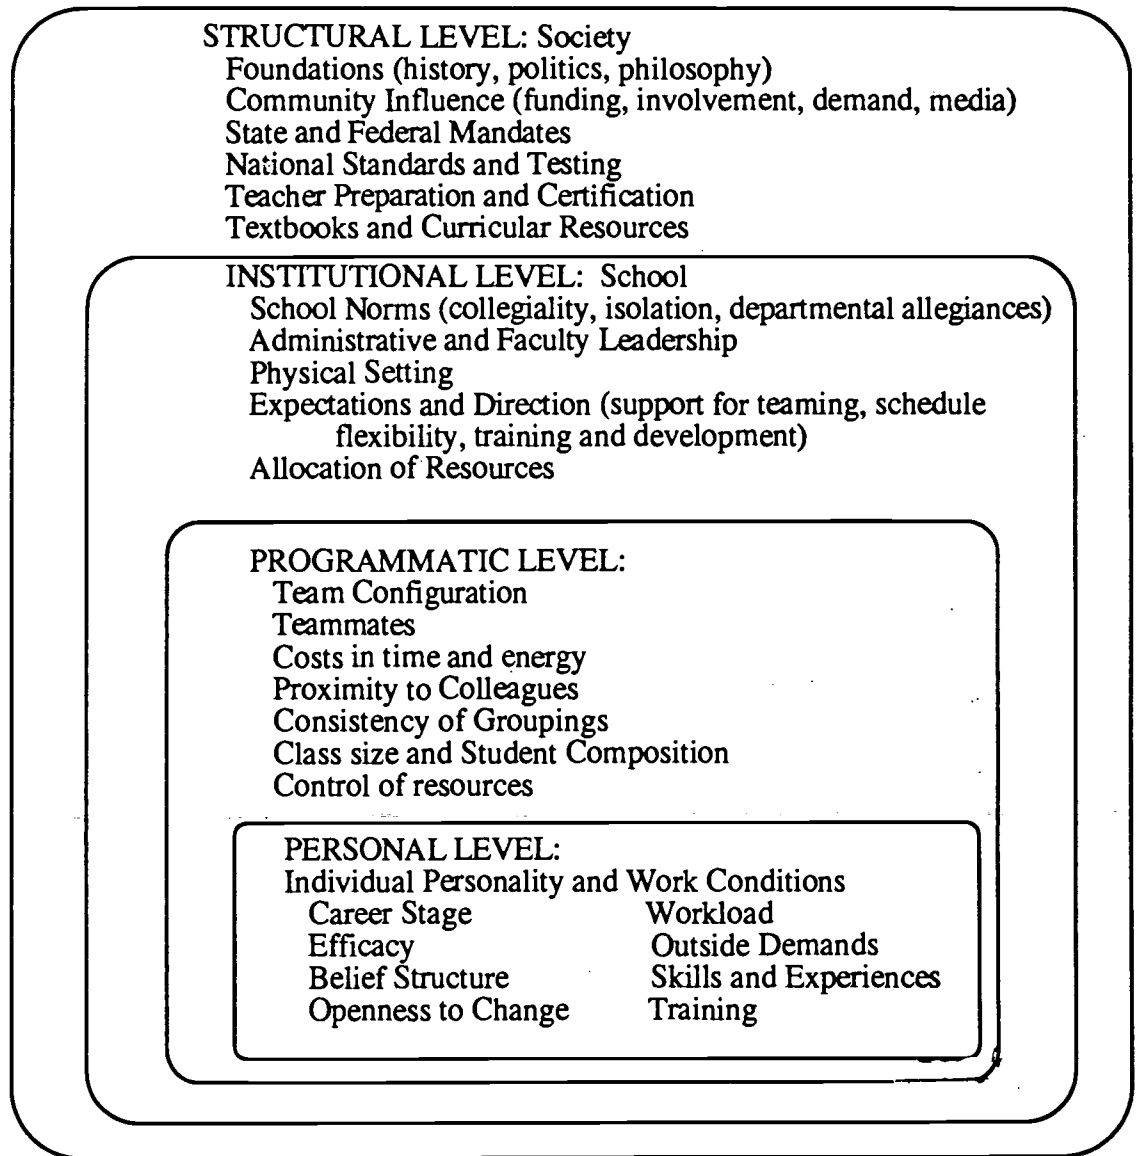 STRUCTURAL LEVEL: Society
Foundations (history, politics, philosophy)
Community Influence (funding, involvement, demand, media)
State and Federal Mandates
National Standards and Testing
Teacher Preparation and Certification
Textbooks and Curricular Resources
INSTITUTIONAL LEVEL: School
School Norms (collegiality, isolation, departmental allegiances)
Administrative and Faculty Leadership
Physical Setting
Expectations and Direction (support for teaming, schedule
flexibility, training and development)
Allocation of Resources
PROGRAMMATIC LEVEL:
Team Configuration
Teammates
Costs in time and energy
Proximity to Colleagues
Consistency of Groupings
Class size and Student Composition
Control of resources
PERSONAL LEVEL:
Individual Personality and Work Conditions
Career Stage Workload
Efficacy Outside Demands
Belief Structure Skills and Experiences
Openness to Change Training